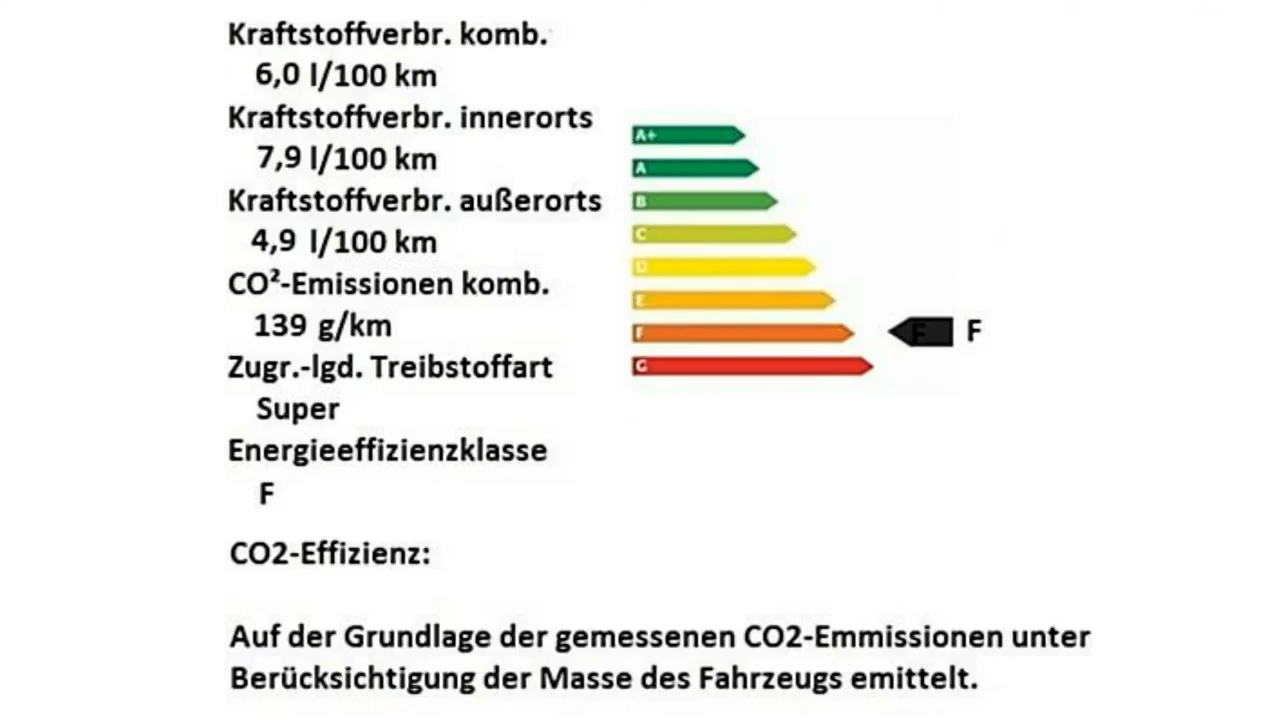 Kraftstoffverbr. komb.
6,0 l/100 km
Kraftstoffverbr. innerorts
7,9 l/100 km
Kraftstoffverbr. außerorts
4,9 l/100 km
CO²-Emissionen komb.
139 g/km
Zugr.-lgd. Treibstoffart
Super
Energieeffizienzklasse
F
A+
A
B
C
D
E
F
F F
G
CO2-Effizienz:
Auf der Grundlage der gemessenen CO2-Emmissionen unter
Berücksichtigung der Masse des Fahrzeugs emittelt.